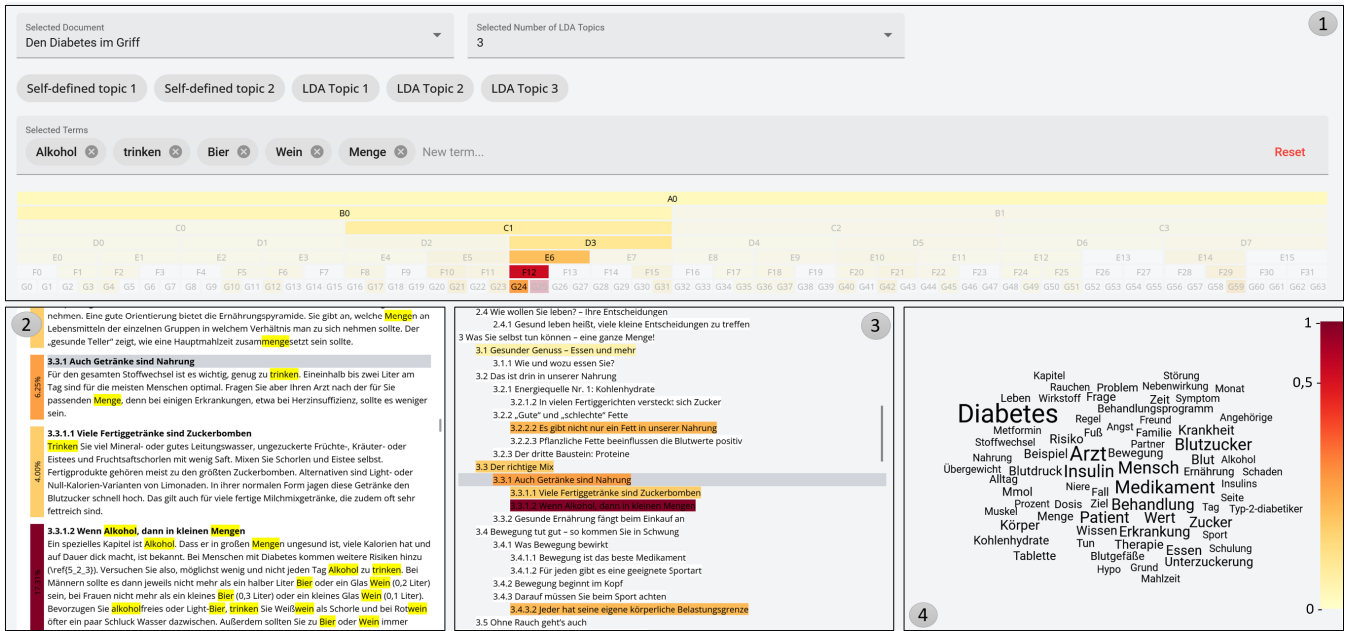 Selected Document
Den Diabetes im Griff
Selected Number of LDA Topics
3
1
Self-defined topic 1
Self-defined topic 2
LDA Topic 1
LDA Topic 2
LDA Topic 3
Selected Terms
Alkohol trinken Bier Wein Menge New term...
Reset
A0
B0 B1
C0 C1 C2 C3
D0 D1 D2 D3 D4 D5 D6 D7
E0 E1 E2 E3 E4 E5 E6 E7 E8 E9 E10 E11 E12 E13 E14 E15
F0 F1 F2 F3 F4 F5 F6 F7 F8 F9 F10 F11 F12 F13 F14 F15 F16 F17 F18 F19 F20 F21 F22 F23 F24 F25 F26 F27 F28 F29 F30 F31
G0 G1 G2 G3 G4 G5 G6 G7 G8 G9 G10 G11 G12 G13 G14 G15 G16 G17 G18 G19 G20 G21 G22 G23 G24 G25 G26 G27 G28 G29 G30 G31 G32 G33 G34 G35 G36 G37 G38 G39 G40 G41 G42 G43 G44 G45 G46 G47 G48 G49 G50 G51 G52 G53 G54 G55 G56 G57 G58 G59 G60 G61 G62 G63
2
nehmen. Eine gute Orientierung bietet die Ernährungspyramide. Sie gibt an, welche Mengen an
Lebensmitteln der einzelnen Gruppen in welchem Verhältnis man zu sich nehmen sollte. Der
„gesunde Teller“ zeigt, wie eine Hauptmahlzeit zusammengesetzt sein sollte.
6.25%
3.3.1 Auch Getränke sind Nahrung
Für den gesamten Stoffwechsel ist es wichtig, genug zu trinken. Eineinhalb bis zwei Liter am
Tag sind für die meisten Menschen optimal. Fragen Sie aber Ihren Arzt nach der für Sie
passenden Menge, denn bei einigen Erkrankungen, etwa bei Herzinsuffizienz, sollte es weniger
sein.
4.00%
3.3.1.1 Viele Fertiggetränke sind Zuckerbomben
Trinken Sie viel Mineral- oder gutes Leitungswasser, ungezuckerte Früchte-, Kräuter- oder
Eistees und Fruchtsaftschorlen mit wenig Saft. Mixen Sie Schorlen und Eistee selbst.
Fertigprodukte gehören meist zu den größten Zuckerbomben. Alternativen sind Light- oder
Null-Kalorien-Varianten von Limonaden. In ihrer normalen Form jagen diese Getränke den
Blutzucker schnell hoch. Das gilt auch für viele fertige Milchmixgetränke, die zudem oft sehr
fettreich sind.
3.3.1.2 Wenn Alkohol, dann in kleinen Mengen
Ein spezielles Kapitel ist Alkohol. Dass er in großen Mengen ungesund ist, viele Kalorien hat und
auf Dauer dick macht, ist bekannt. Bei Menschen mit Diabetes kommen weitere Risiken hinzu
(\ref{5_2_3}). Versuchen Sie also, möglichst wenig und nicht jeden Tag Alkohol zu trinken. Bei
Männern sollte es dann jeweils nicht mehr als ein halber Liter Bier oder ein Glas Wein (0,2 Liter)
sein, bei Frauen nicht mehr als ein kleines Bier (0,3 Liter) oder ein kleines Glas Wein (0,1 Liter).
Bevorzugen Sie alkoholfreies oder Light-Bier, trinken Sie Weißwein als Schorle und bei Rotwein
öfter ein paar Schluck Wasser dazwischen. Außerdem sollten Sie zu Bier oder Wein immer
3
2.4 Wie wollen Sie leben? – Ihre Entscheidungen
2.4.1 Gesund leben heißt, viele kleine Entscheidungen zu treffen
3 Was Sie selbst tun können – eine ganze Menge!
3.1 Gesunder Genuss – Essen und mehr
3.1.1 Wie und wozu essen Sie?
3.2 Das ist drin in unserer Nahrung
3.2.1 Energiequelle Nr. 1: Kohlenhydrate
3.2.1.2 In vielen Fertiggerichten versteckt sich Zucker
3.2.2 „Gute“ und „schlechte“ Fette
3.2.2.2 Es gibt nicht nur ein Fett in unserer Nahrung
3.2.2.3 Pflanzliche Fette beeinflussen die Blutwerte positiv
3.2.3 Der dritte Baustein: Proteine
3.3 Der richtige Mix
3.3.1 Auch Getränke sind Nahrung
3.3.1.1 Viele Fertiggetränke sind Zuckerbomben
3.3.1.2 Wenn Alkohol, dann in kleinen Mengen
3.3.2 Gesunde Ernährung fängt beim Einkauf an
3.4 Bewegung tut gut – so kommen Sie in Schwung
3.4.1 Was Bewegung bewirkt
3.4.1.1 Bewegung ist das beste Medikament
3.4.1.2 Für jeden gibt es eine geeignete Sportart
3.4.2 Bewegung beginnt im Kopf
3.4.3 Darauf müssen Sie beim Sport achten
3.4.3.2 Jeder hat seine eigene körperliche Belastungsgrenze
3.5 Ohne Rauch geht's auch
Kapitel Störung
Rauchen Problem Nebenwirkung Monat
Leben Wirkstoff Frage Zeit Symptom
Diabetes Behandlungsprogramm
Regel Freund Angehörige
Metformin Fuß Angst Familie Krankheit
Stoffwechsel Risiko Partner Blutzucker
Nahrung Beispiel Arzt Bewegung Blut Alkohol
Übergewicht Blutdruck Insulin Mensch Ernährung Schaden
Alltag Niere Fall Medikament Insulins
Mmol Seite
Prozent Dosis Ziel Behandlung Tag Typ-2-diabetiker
Muskel Menge Patient Wert Zucker
Körper Wissen Erkrankung Sport
Kohlenhydrate Tun Therapie Essen Schulung
Tablette Blutgefäße Unterzuckerung
Hypo Grund
Mahlzeit
1
0,5
0
4